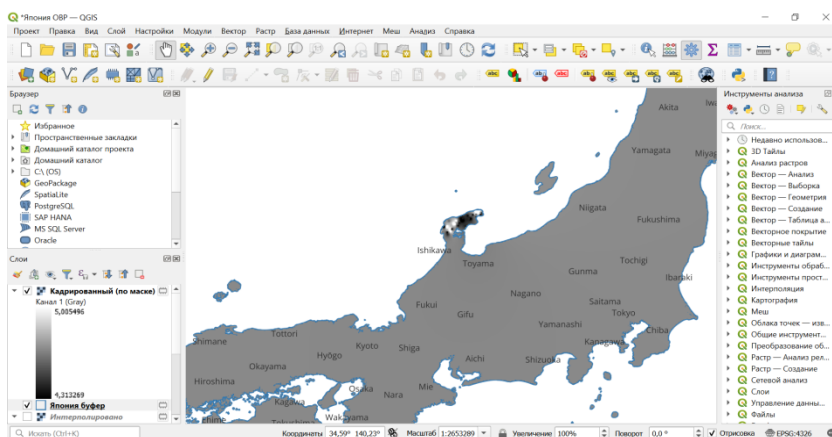 *Япония ОВР — QGIS
Проект Правка Вид Слой Настройки Модули Вектор Растр База данных Интернет Меш Анализ Справка
Браузер
Избранное
Пространственные закладки
Домашний каталог проекта
Домашний каталог
C:\ (OS)
GeoPackage
SpatiaLite
PostgreSQL
SAP HANA
MS SQL Server
Oracle
Слои
Кадрированный (по маске)
Канал 1 (Gray)
5,005496
4,313269
Япония буфер
Интерполировано
Akita
Yamagata
Niigata
Fukushima
Ishikawa
Toyama
Tochigi
Gunma
Ibaraki
Nagano
Fukui
Gifu
Saitama
Tokyo
Yamanashi
Chiba
Kanagawa
Shimane
Tottori
Kyoto
Hyōgo
Shiga
Aichi
Shizuoka
Okayama
Hiroshima
Osaka
Mie
Nara
Kagawa
Wakayama
Tokushima
Инструменты анализа
Поиск...
Недавно использов...
3D Тайлы
Анализ растров
Вектор — Анализ
Вектор — Выборка
Вектор — Геометрия
Вектор — Создание
Вектор — Таблица а...
Векторное покрытие
Векторные тайлы
Графики и диаграм...
Инструменты обраб...
Инструменты прост...
Интерполяция
Картография
Меш
Облака точек — изв...
Общие инструмент...
Преобразование об...
Растр — Анализ рел...
Растр — Создание
Сетевой анализ
Слои
Управление данны...
Файлы
Искать (Ctrl+K)
Координаты 34,59° 140,23° Масштаб 1:2653289 Увеличение 100% Поворот 0,0 ° Отрисовка EPSG:4326